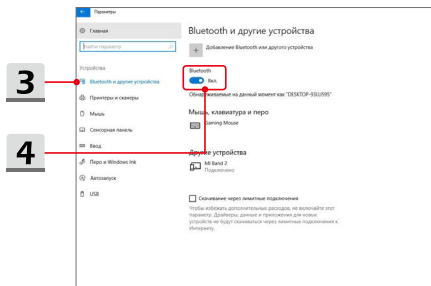 Параметры
Главная
Найти параметр
Устройства
Bluetooth и другие устройства
Принтеры и сканеры
Мышь
Сенсорная панель
Ввод
Перо и Windows Ink
Автозапуск
USB
3
4
Bluetooth и другие устройства
Добавление Bluetooth или другого устройства
Bluetooth
Вкл.
Обнаруживаемые на данный момент как "DESKTOP-93LU59S"
Мышь, клавиатура и перо
Gaming Mouse
Другие устройства
MI Band 2
Подключено
Скачивание через лимитные подключения
Чтобы избежать дополнительных расходов, не включайте этот
параметр. Драйверы, данные и приложения для новых
устройств не будут скачиваться через лимитные подключения к
Интернету.